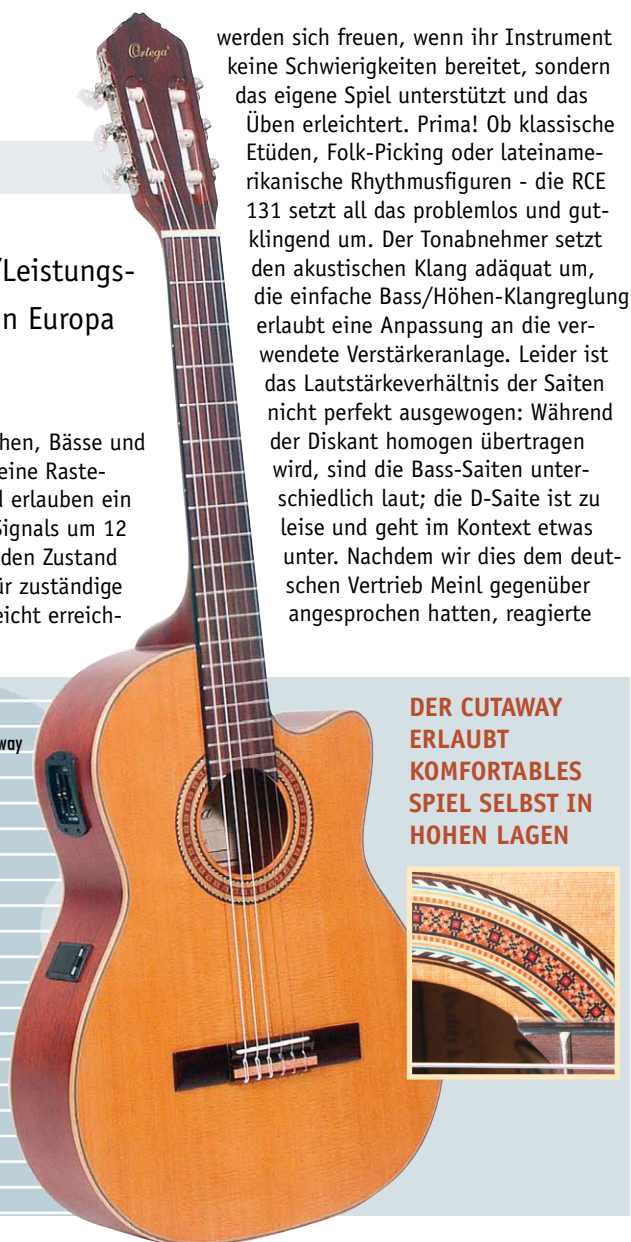 Ortega
/Leistungs-
n Europa
hen, Bässe und
eine Raste-
erlauben ein
Signals um 12
den Zustand
ür zuständige
eicht erreich-
way
werden sich freuen, wenn ihr Instrument
keine Schwierigkeiten bereitet, sondern
das eigene Spiel unterstützt und das
Üben erleichtert. Prima! Ob klassische
Etüden, Folk-Picking oder lateiname-
rikanische Rhythmusfiguren - die RCE
131 setzt all das problemlos und gut-
klingend um. Der Tonabnehmer setzt
den akustischen Klang adäquat um,
die einfache Bass/Höhen-Klangreglung
erlaubt eine Anpassung an die ver-
wendete Verstärkeranlage. Leider ist
das Lautstärkeverhältnis der Saiten
nicht perfekt ausgewogen: Während
der Diskant homogen übertragen
wird, sind die Bass-Saiten unter-
schiedlich laut; die D-Saite ist zu
leise und geht im Kontext etwas
unter. Nachdem wir dies dem deut-
schen Vertrieb Meinl gegenüber
angesprochen hatten, reagierte
DER CUTAWAY
ERLAUBT
KOMFORTABLES
SPIEL SELBST IN
HOHEN LAGEN